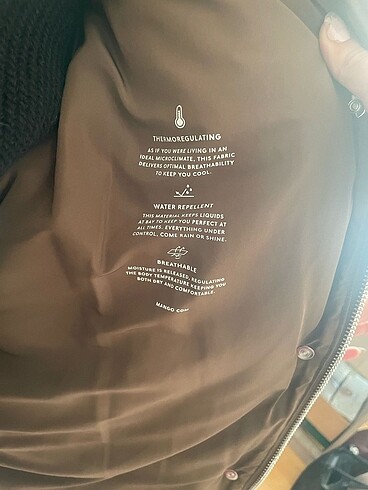 THERMOREGULATING
AS IF YOU WERE LIVING IN AN
IDEAL MICROCLIMATE, THIS FABRIC
DELIVERS OPTIMAL BREATHABILITY
TO KEEP YOU COOL.
WATER REPELLENT
THIS MATERIAL KEEPS LIQUIDS
AT BAY TO KEEP YOU PERFECT AT
ALL TIMES. EVERYTHING UNDER
CONTROL, COME RAIN OR SHINE.
BREATHABLE
MOISTURE IS RELEASED, REGULATING
THE BODY TEMPERATURE KEEPING YOU
BOTH DRY AND COMFORTABLE.
MANGO.COM